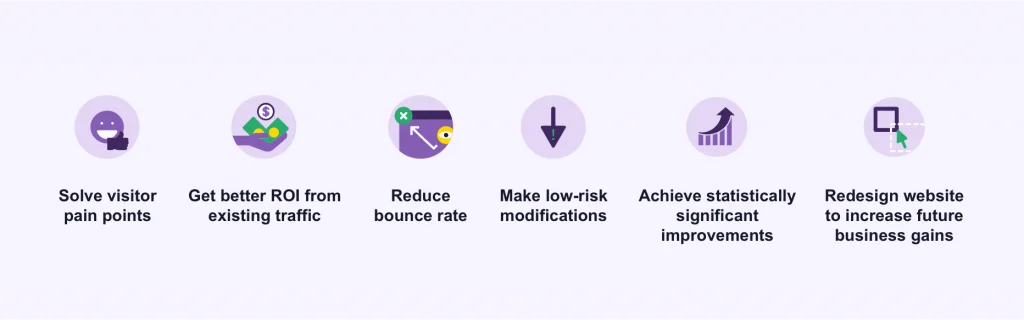 $
Solve visitor
pain points
Get better ROI from
existing traffic
Reduce
bounce rate
!
Make low-risk
modifications
Achieve statistically
significant
improvements
Redesign website
to increase future
business gains